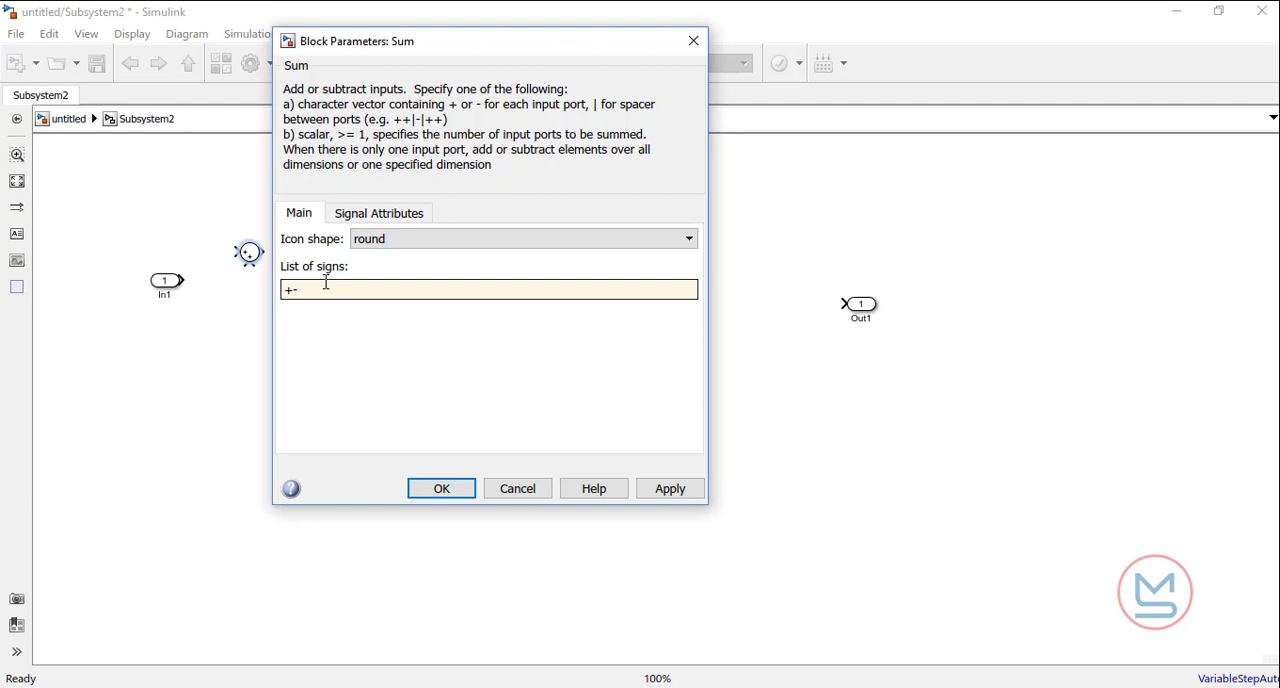 untitled/Subsystem2 * - Simulink
File Edit View Display Diagram Simulatio
Block Parameters: Sum
Sum
Add or subtract inputs. Specify one of the following:
a) character vector containing + or - for each input port, | for spacer
between ports (e.g. ++|-|++)
b) scalar, >= 1, specifies the number of input ports to be summed.
When there is only one input port, add or subtract elements over all
dimensions or one specified dimension
Subsystem2
untitled Subsystem2
Main Signal Attributes
Icon shape: round
List of signs:
+-
1
In1
1
Out1
OK Cancel Help Apply
Ready 100% VariableStepAut